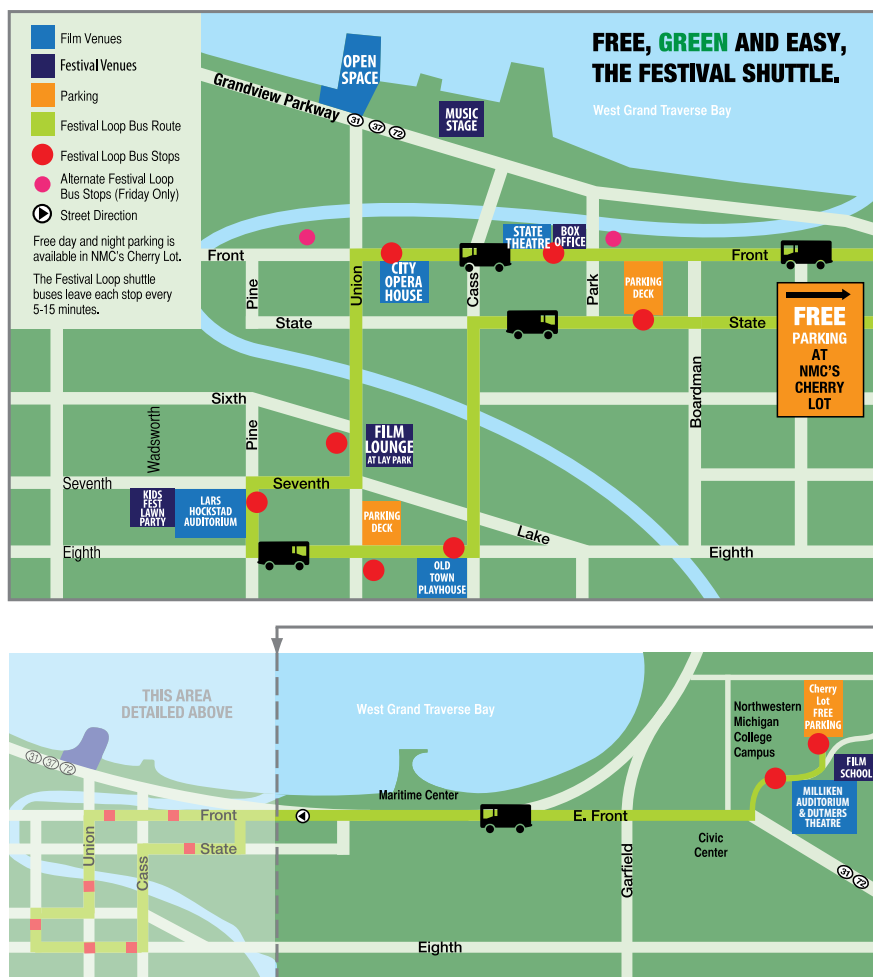 Film Venues
Festival Venues
Parking
Festival Loop Bus Route
Festival Loop Bus Stops
Alternate Festival Loop
Bus Stops (Friday Only)
Street Direction
Free day and night parking is
available in NMC's Cherry Lot.
The Festival Loop shuttle
buses leave each stop every
5-15 minutes.
FREE, GREEN AND EASY,
THE FESTIVAL SHUTTLE.
West Grand Traverse Bay
OPEN
SPACE
Grandview Parkway
31 37 72
MUSIC
STAGE
STATE
THEATRE
BOX
OFFICE
Front
Front
CITY
OPERA
HOUSE
Pine
Union
Cass
Park
PARKING
DECK
State
State
FREE
PARKING
AT
NMC'S
CHERRY
LOT
Boardman
Sixth
Wadsworth
Pine
FILM
LOUNGE
AT LAY PARK
Seventh
Seventh
KIDS
FEST
LAWN
PARTY
LARS
HOCKSTAD
AUDITORIUM
PARKING
DECK
Lake
Eighth
Eighth
OLD
TOWN
PLAYHOUSE
THIS AREA
DETAILED ABOVE
West Grand Traverse Bay
Northwestern
Michigan
College
Campus
Cherry
Lot
FREE
PARKING
FILM
SCHOOL
31 37 72
Maritime Center
MILLIKEN
AUDITORIUM
& DUTMERS
THEATRE
Front
E. Front
Union
State
Cass
Garfield
Civic
Center
31 72
Eighth